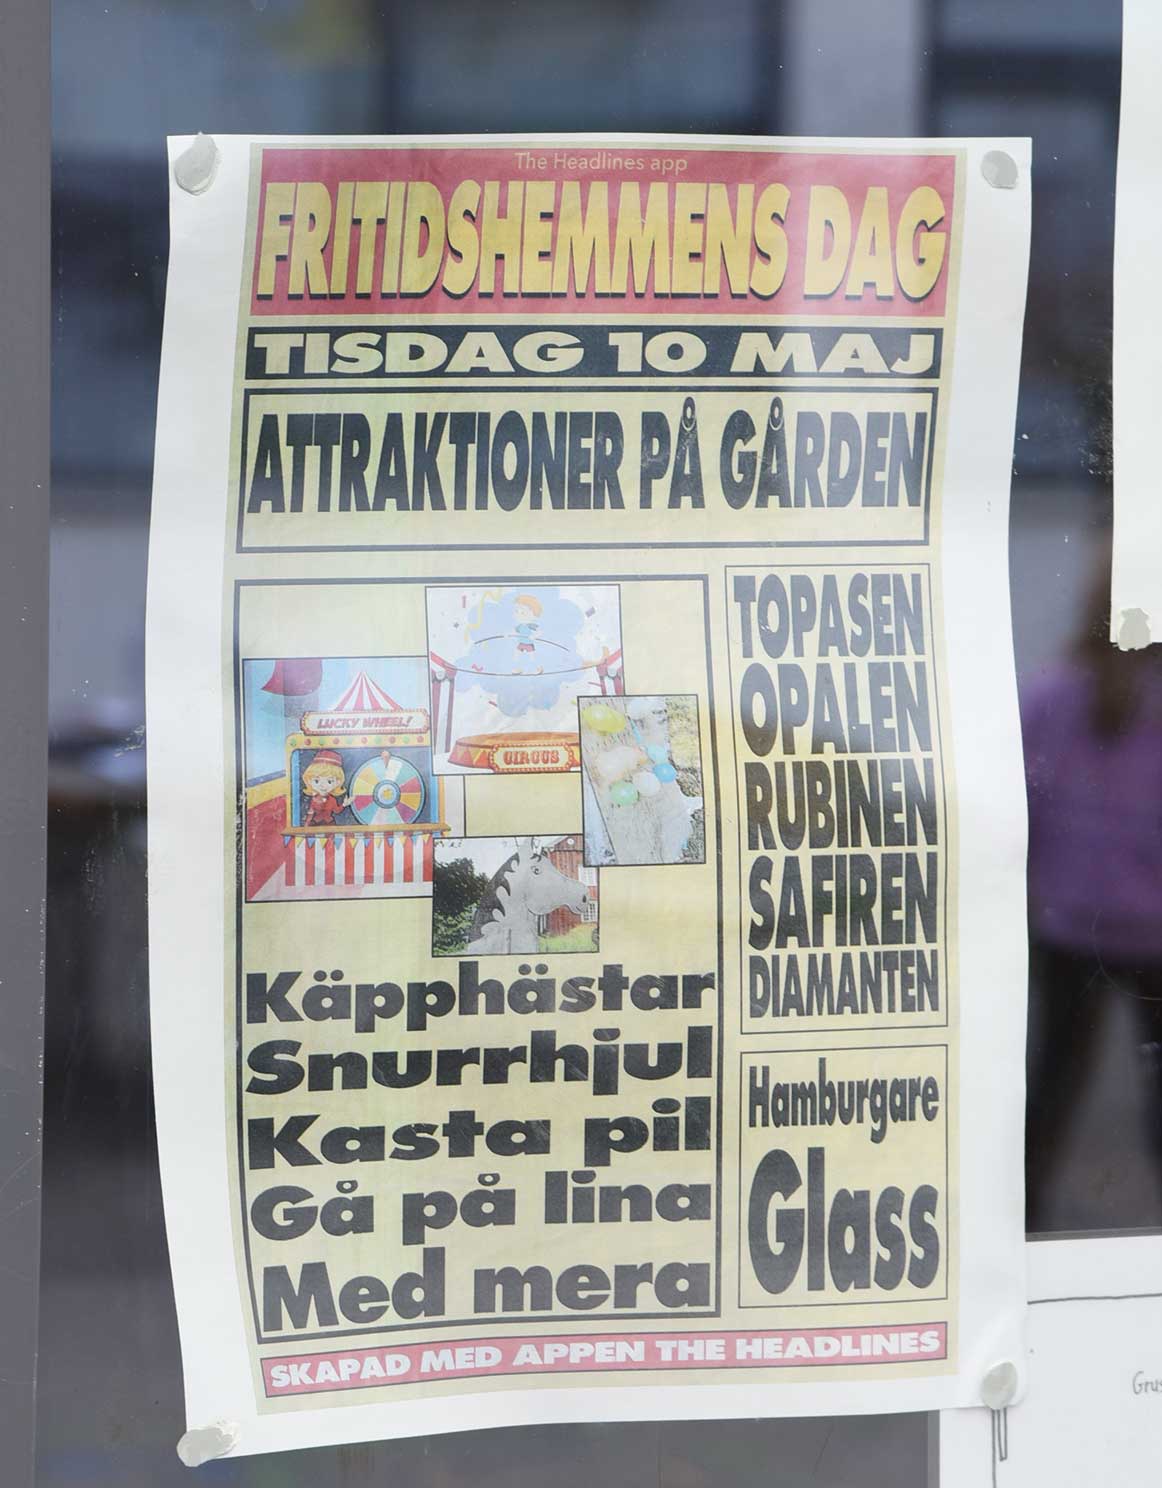 The Headlines app
FRITIDSHEMMENS DAG
TISDAG 10 MAJ
ATTRAKTIONER PÅ GÅRDEN
LUCKY WHEEL!
CIRCUS
Käpphästar
Snurrhjul
Kasta pil
Gå på lina
Med mera
TOPASEN
OPALEN
RUBINEN
SAFIREN
DIAMANTEN
Hamburgare
Glass
SKAPAD MED APPEN THE HEADLINES